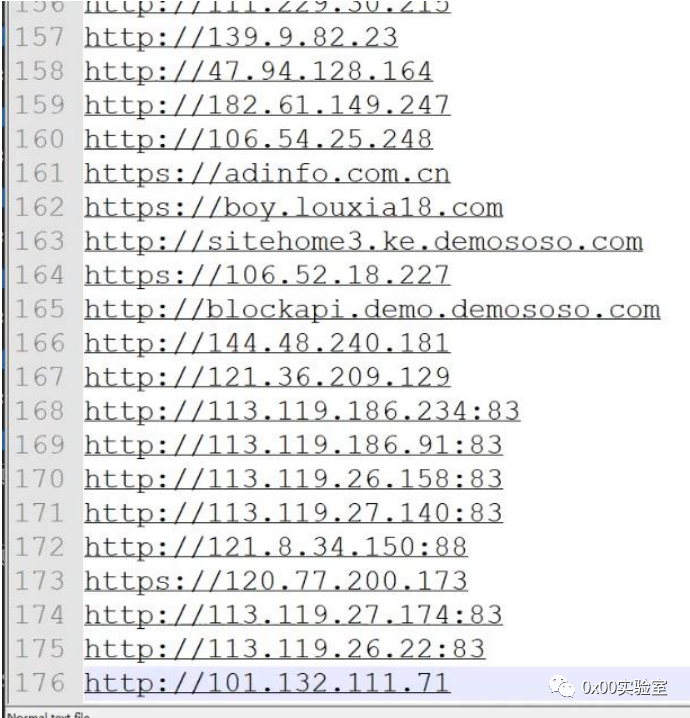 156 http://111.229.30.215
157 http://139.9.82.23
158 http://47.94.128.164
159 http://182.61.149.247
160 http://106.54.25.248
161 https://adinfo.com.cn
162 https://boy.louxia18.com
163 http://sitehome3.ke.demososo.com
164 https://106.52.18.227
165 http://blockapi.demo.demososo.com
166 http://144.48.240.181
167 http://121.36.209.129
168 http://113.119.186.234:83
169 http://113.119.186.91:83
170 http://113.119.26.158:83
171 http://113.119.27.140:83
172 http://121.8.34.150:88
173 https://120.77.200.173
174 http://113.119.27.174:83
175 http://113.119.26.22:83
176 http://101.132.111.71
0x00实验室
Normal text file